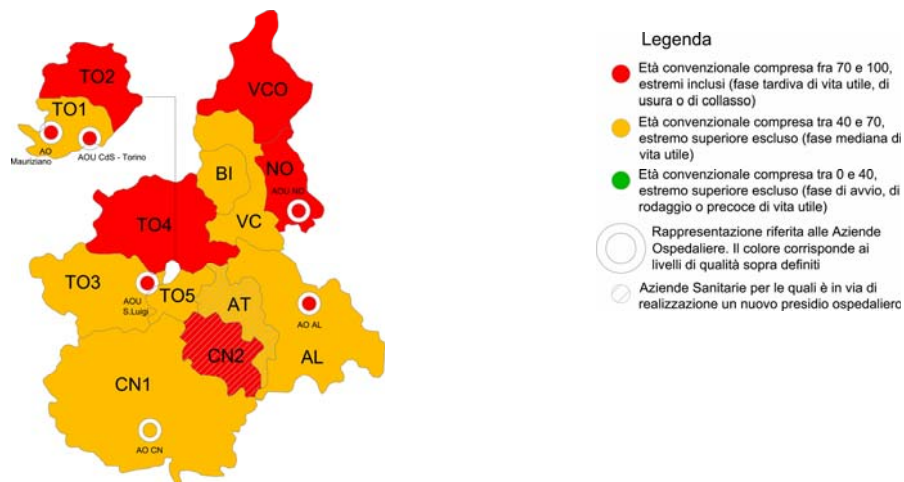 TO2
TO1
AO
Mauriziano
AOU CdS - Torino
VCO
BI
NO
AOU NO
VC
TO4
TO3
AOU
S.Luigi
TO5
AT
AO AL
AL
CN2
CN1
AO CN
Legenda
Età convenzionale compresa fra 70 e 100,
estremi inclusi (fase tardiva di vita utile, di
usura o di collasso)
Età convenzionale compresa tra 40 e 70,
estremo superiore escluso (fase mediana di
vita utile)
Età convenzionale compresa tra 0 e 40,
estremo superiore escluso (fase di avvio, di
rodaggio o precoce di vita utile)
Rappresentazione riferita alle Aziende
Ospedaliere. Il colore corrisponde ai
livelli di qualità sopra definiti
Aziende Sanitarie per le quali è in via di
realizzazione un nuovo presidio ospedaliero